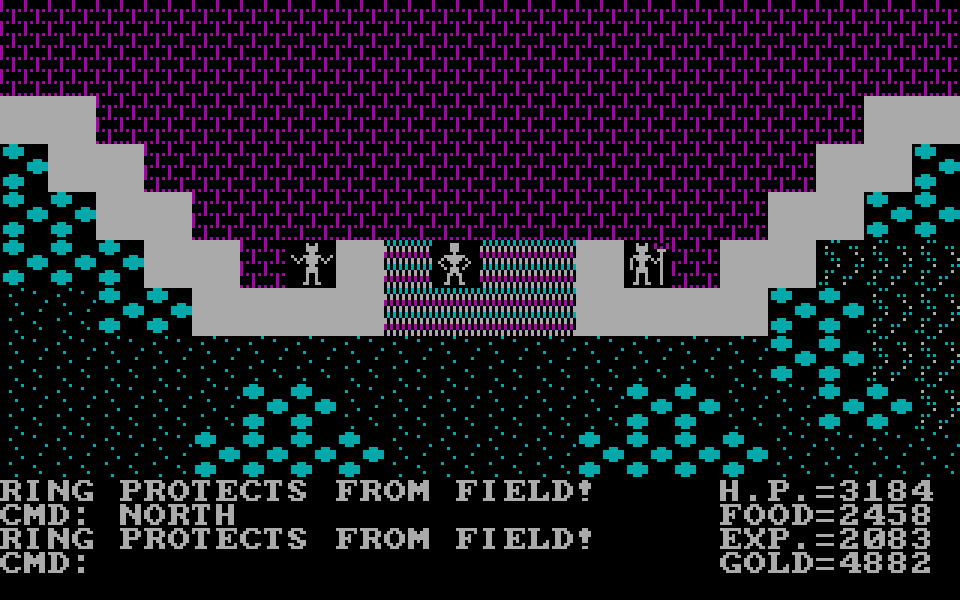 RING PROTECTS FROM FIELD! H.P.=3184
CMD: NORTH FOOD=2458
RING PROTECTS FROM FIELD! EXP.=2083
CMD: GOLD=4882